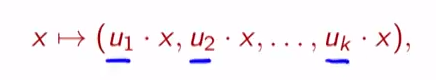 x ↦ (u₁ · x, u₂ · x, . . . , uₖ · x),